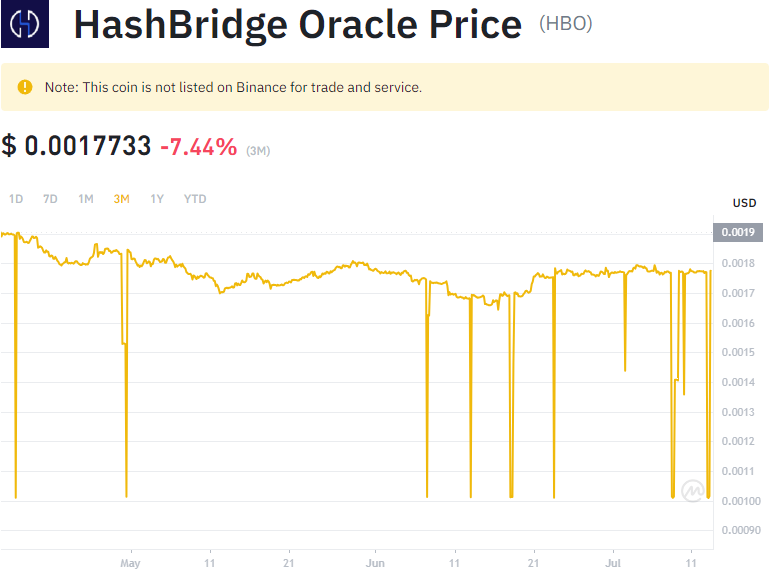 HashBridge Oracle Price (HBO)
Note: This coin is not listed on Binance for trade and service.
$ 0.0017733 -7.44% (3M)
1D 7D 1M 3M 1Y YTD
USD
0.0019
0.0018
0.0017
0.0016
0.0015
0.0014
0.0013
0.0012
0.0011
0.00100
0.00090
May 11 21 Jun 11 21 Jul 11